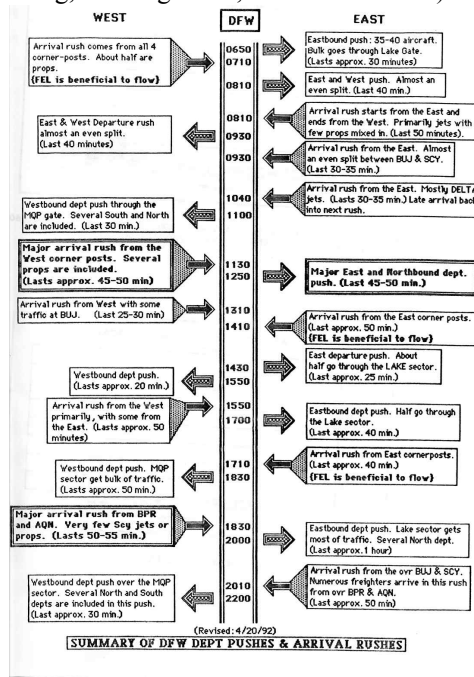 WEST
DFW
EAST
Arrival rush comes from all 4
corner-posts. About half are
props.
{FEL is beneficial to flow}
0650
0710
Eastbound push: 35-40 aircraft.
Bulk goes through Lake Gate.
(Lasts approx. 30 minutes)
0810
East and West push. Almost an
even split. (Last 40 min.)
East & West Departure rush
almost an even split.
(Last 40 minutes)
0810
0930
Arrival rush starts from the East and
ends from the West. Primarily jets with
few props mixed in. (Last 50 minutes).
0930
Arrival rush from the East. Almost
an even split between BUJ & SCY.
(Last 30-35 min.)
1040
Arrival rush from the East. Mostly DELTA
jets. (Lasts 30-35 min.) Late arrival back
into next rush.
Westbound dept push through the
MQP gate. Several South and North
are included. (Last 30 min.)
1100
Major arrival rush from the
West corner posts. Several
props are included.
(Lasts approx. 45-50 min)
1130
1250
Major East and Northbound dept.
push. (Last 45-50 min)
Arrival rush from West with some
traffic at BUJ. (Last 25-30 min)
1310
1410
Arrival rush from the East corner posts.
(Last approx. 50 min.)
{FEL is beneficial to flow}
1430
East departure push. About
half go through the LAKE sector.
(Last approx. 25 min.)
Westbound dept push.
(Lasts approx. 20 min.)
1550
Arrival rush from the West
primarily, with some from
the East. (Lasts approx. 50
minutes)
1550
1700
Eastbound dept push. Half go through
the Lake sector.
(Last approx. 40 min.)
1710
Arrival rush from East cornerposts.
(Last approx. 40 min.)
{FEL is beneficial to flow}
Westbound dept push. MQP
sector get bulk of traffic.
(Lasts approx. 50 min.)
1830
Major arrival rush from BPR
and AQN. Very few Scy jets or
props. (Lasts 50-55 min.)
1830
2000
Eastbound dept push. Lake sector gets
most of traffic. Several North dept.
(Last approx. 1 hour)
2010
Arrival rush from the ovr BUJ & SCY.
Numerous freighters arrive in this rush
from ovr BPR & AQN.
(Last approx. 50 min)
Westbound dept push over the MQP
sector. Several North and South
depts are included in this push.
(Last approx. 30 min.)
2200
(Revised: 4/20/92)
SUMMARY OF DFW DEPT PUSHES & ARRIVAL RUSHES